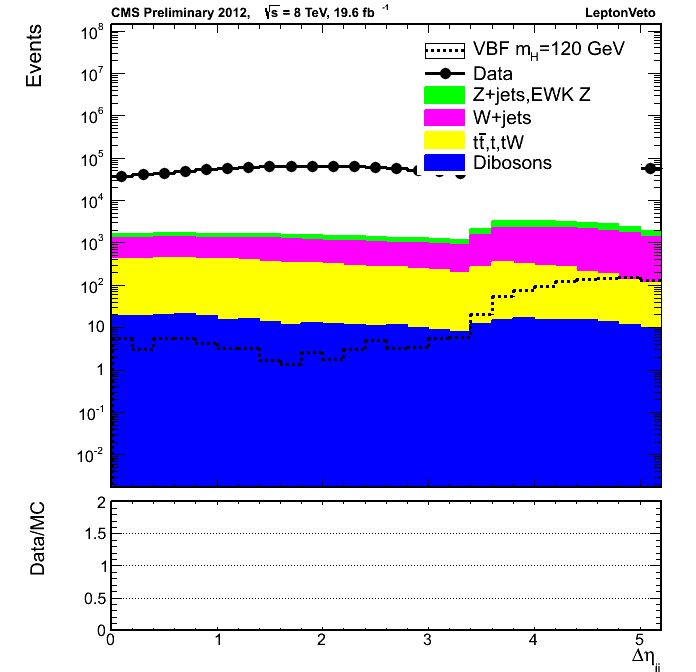 CMS Preliminary 2012, √s = 8 TeV, 19.6 fb⁻¹ LeptonVeto
Events
10⁸
10⁷
10⁶
10⁵
10⁴
10³
10²
10
1
10⁻¹
10⁻²
VBF m_H=120 GeV
Data
Z+jets,EWK Z
W+jets
tt̄,t,tW
Dibosons
Data/MC
2
1.5
1
0.5
0
0 1 2 3 4 5
Δη_jj